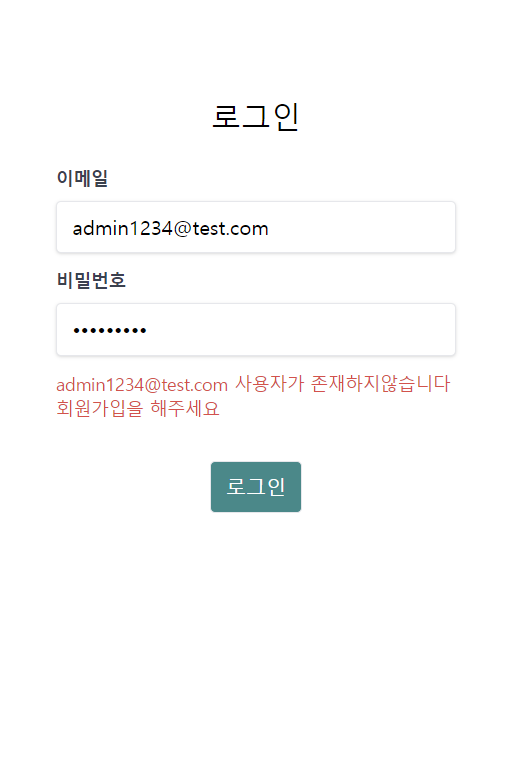 로그인
이메일
admin1234@test.com
비밀번호
•••••••••
admin1234@test.com 사용자가 존재하지않습니다
회원가입을 해주세요
로그인